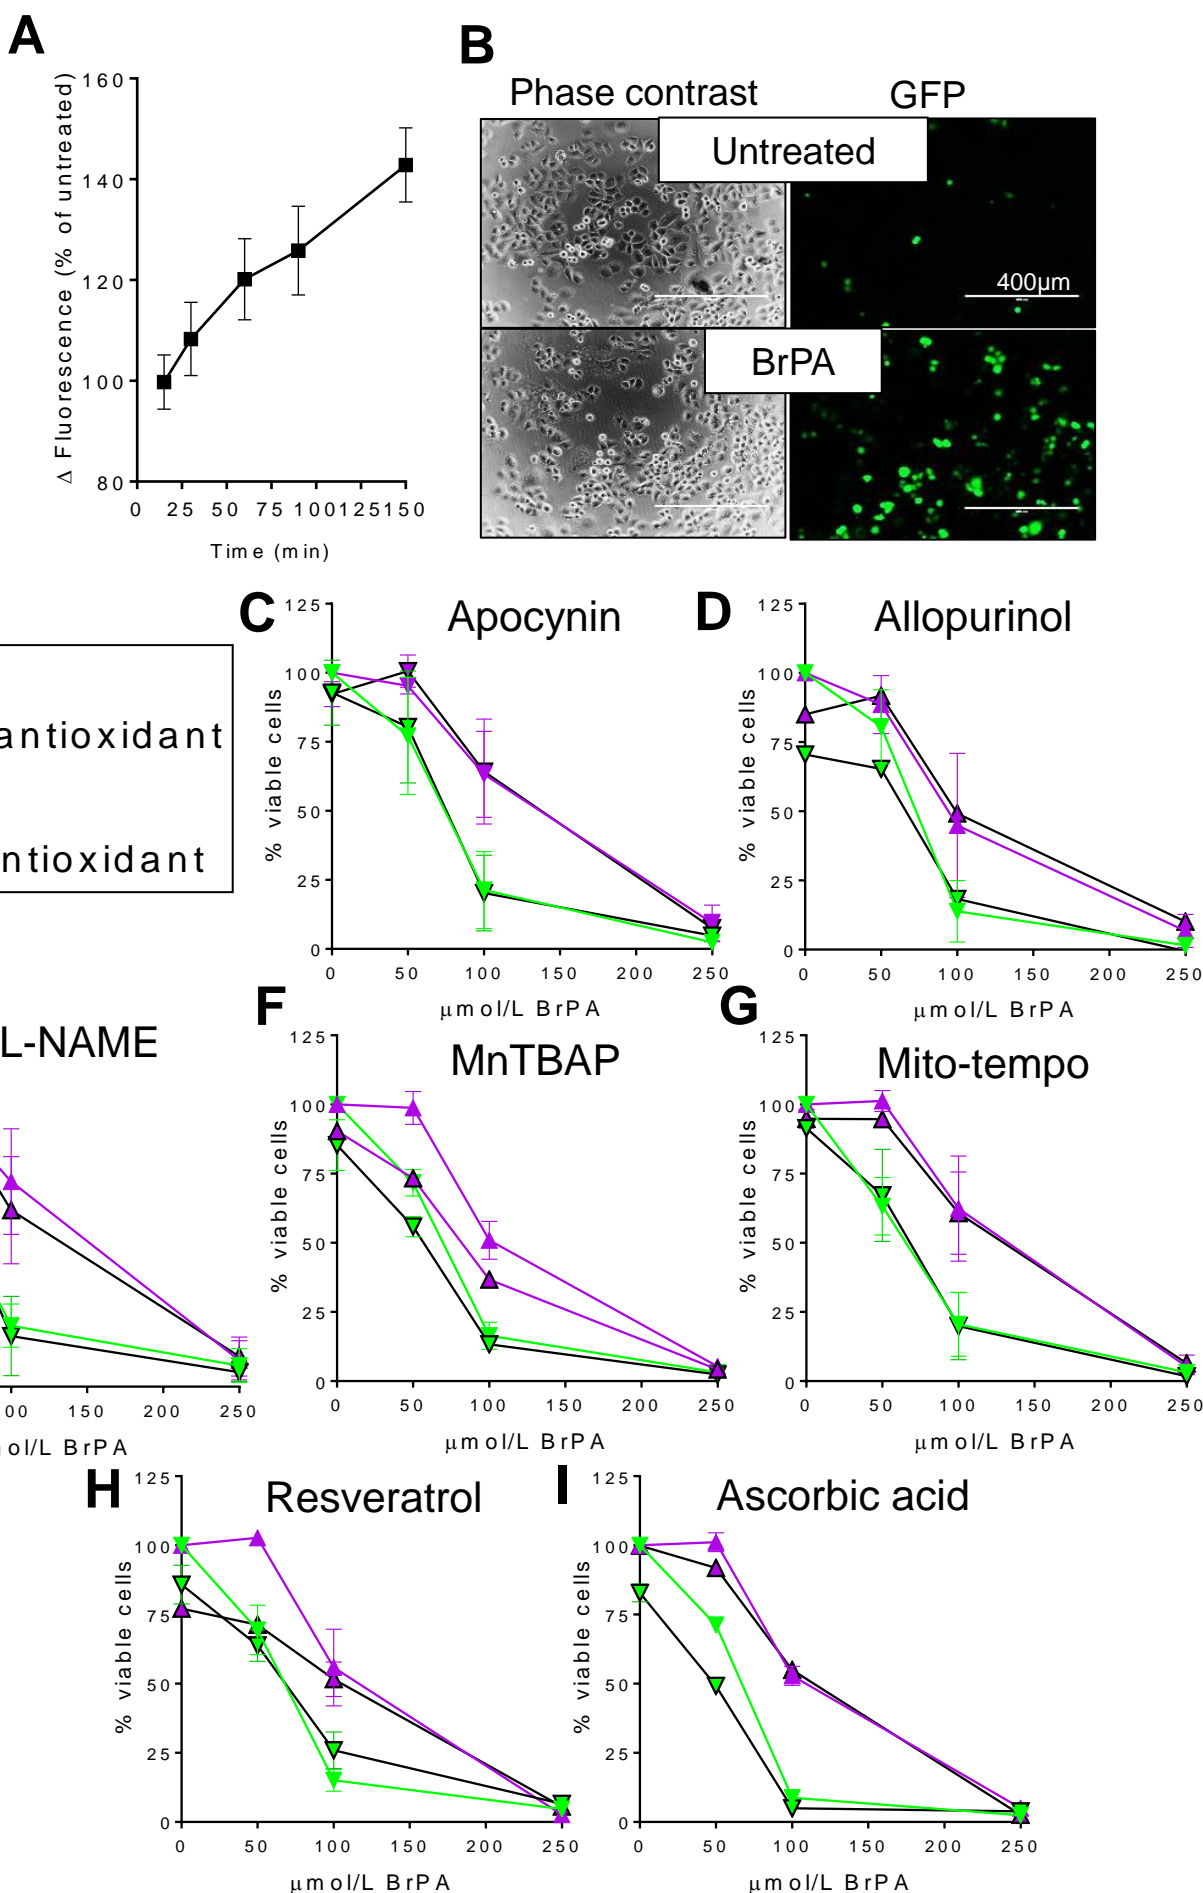 A
B
Phase contrast
GFP
Δ Fluorescence (% of untreated)
160
140
120
100
80
0 25 50 75 100 125 150
Time (min)
Untreated
400μm
BrPA
antioxidant
ntioxidant
C
Apocynin
% viable cells
125
100
75
50
25
0
0 50 100 150 200 250
μmol/L BrPA
D
Allopurinol
% viable cells
125
100
75
50
25
0
0 50 100 150 200 250
μmol/L BrPA
L-NAME
00 150 200 250
ol/L BrPA
F
MnTBAP
% viable cells
125
100
75
50
25
0
0 50 100 150 200 250
μmol/L BrPA
G
Mito-tempo
% viable cells
125
100
75
50
25
0
0 50 100 150 200 250
μmol/L BrPA
H
Resveratrol
% viable cells
125
100
75
50
25
0
0 50 100 150 200 250
μmol/L BrPA
I
Ascorbic acid
% viable cells
125
100
75
50
25
0
0 50 100 150 200 250
μmol/L BrPA